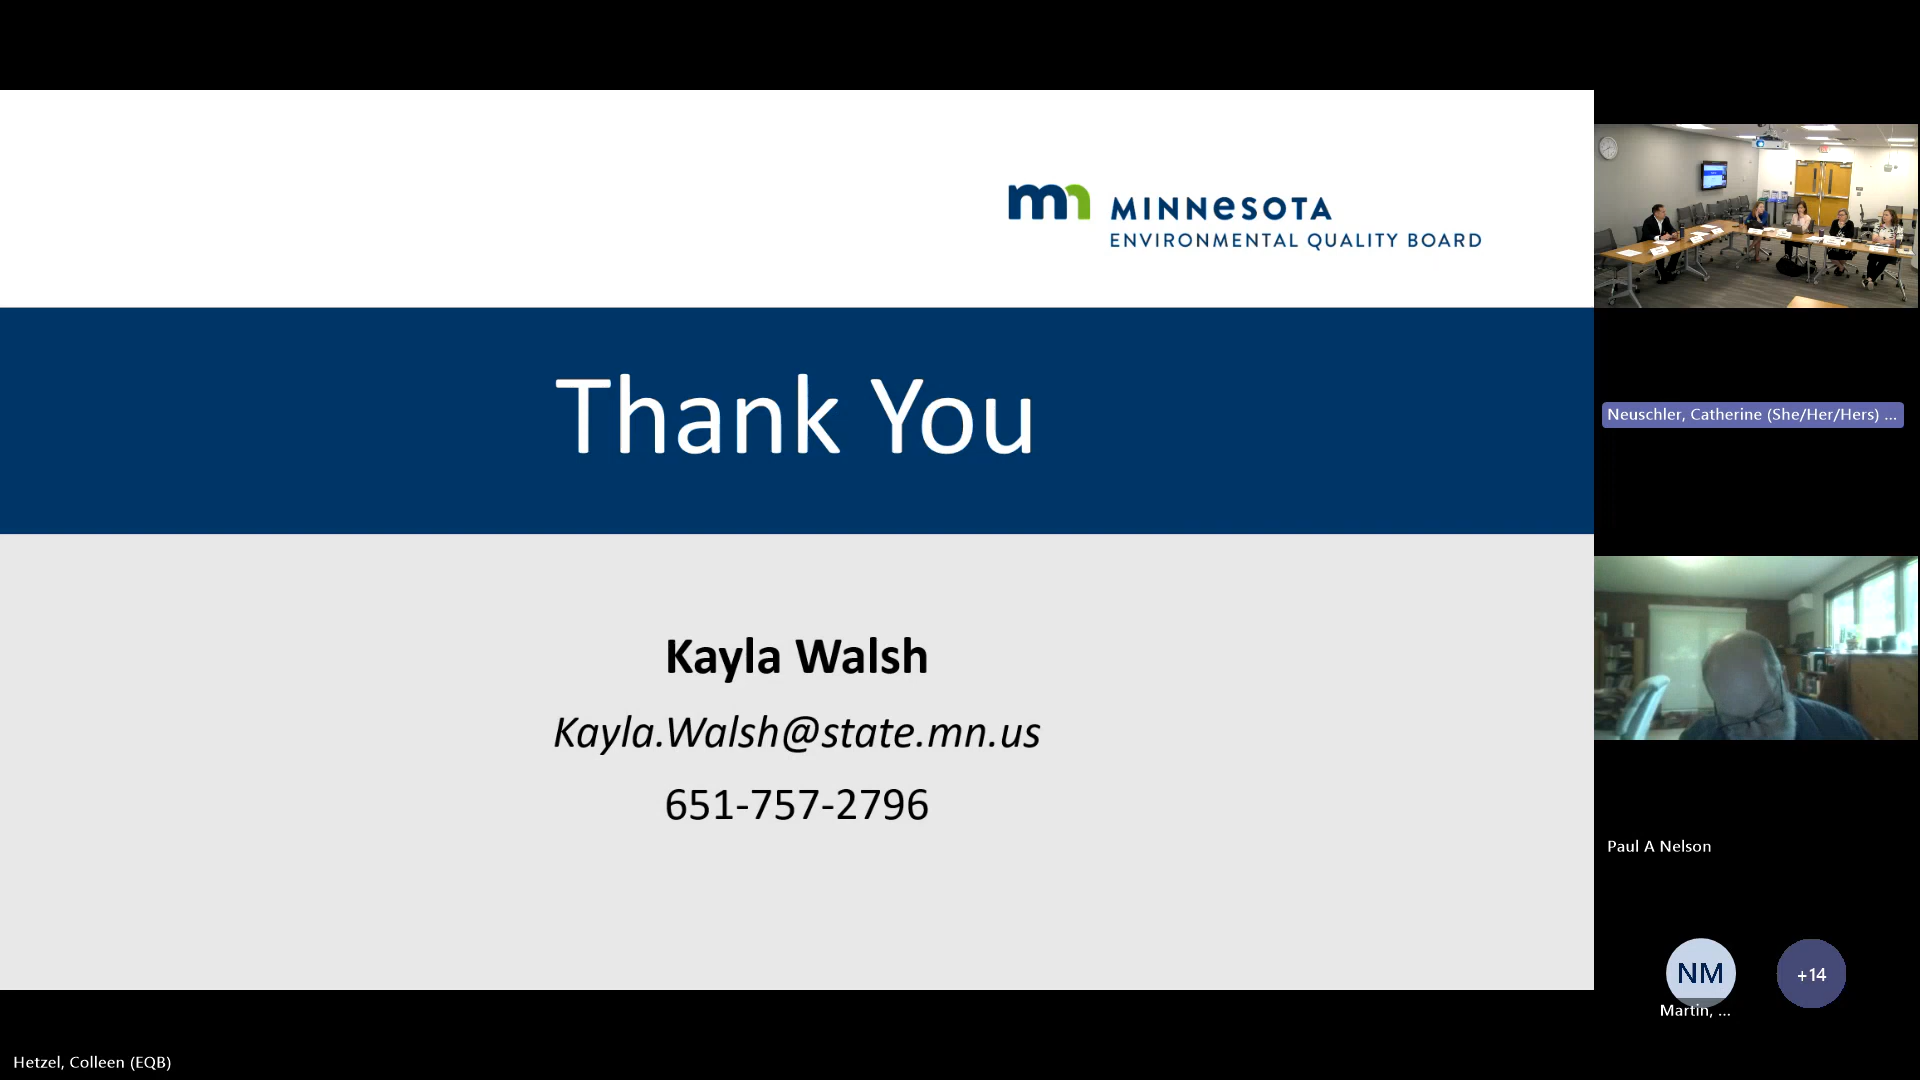 mn MINNESOTA
ENVIRONMENTAL QUALITY BOARD
Thank You
Kayla Walsh
Kayla.Walsh@state.mn.us
651-757-2796
Neuschler, Catherine (She/Her/Hers) ...
Paul A Nelson
NM
+14
Martin, ...
Hetzel, Colleen (EQB)